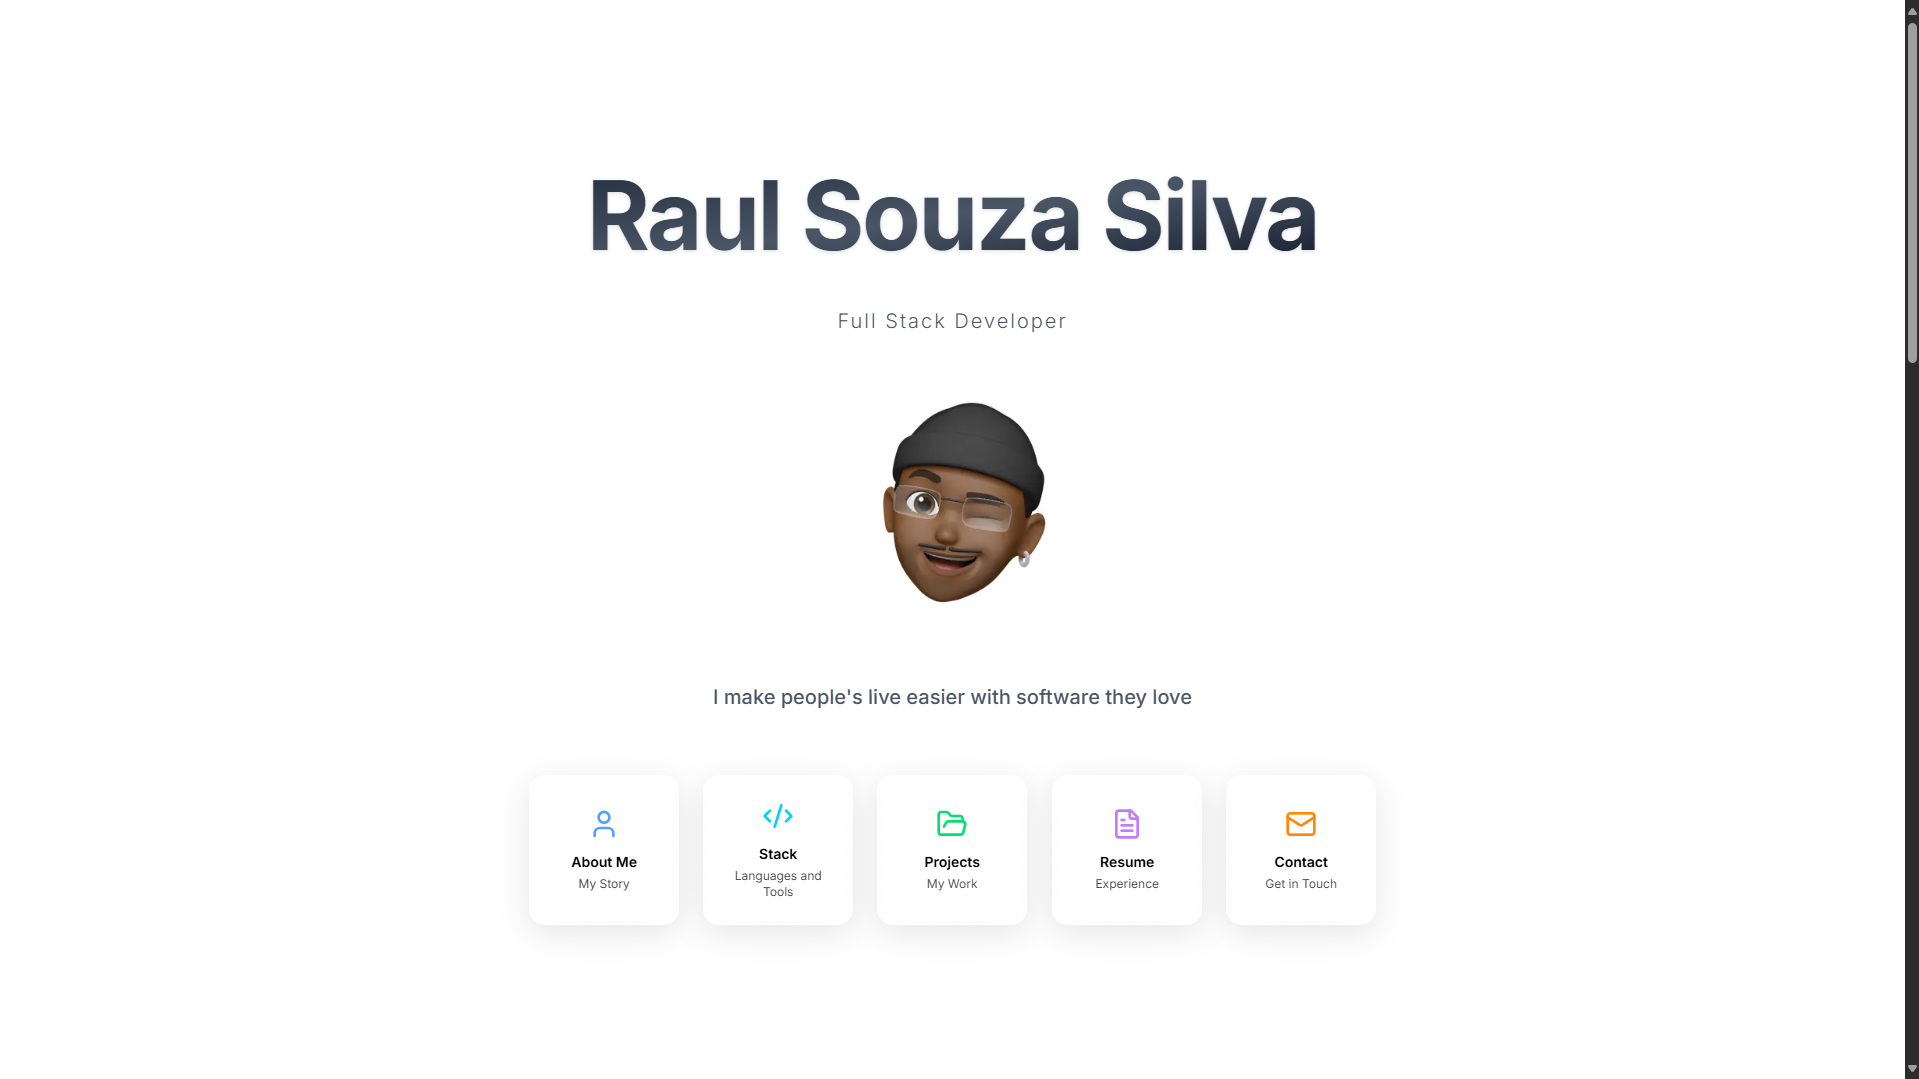 Raul Souza Silva
Full Stack Developer
I make people's live easier with software they love
About Me
My Story
Stack
Languages and
Tools
Projects
My Work
Resume
Experience
Contact
Get in Touch